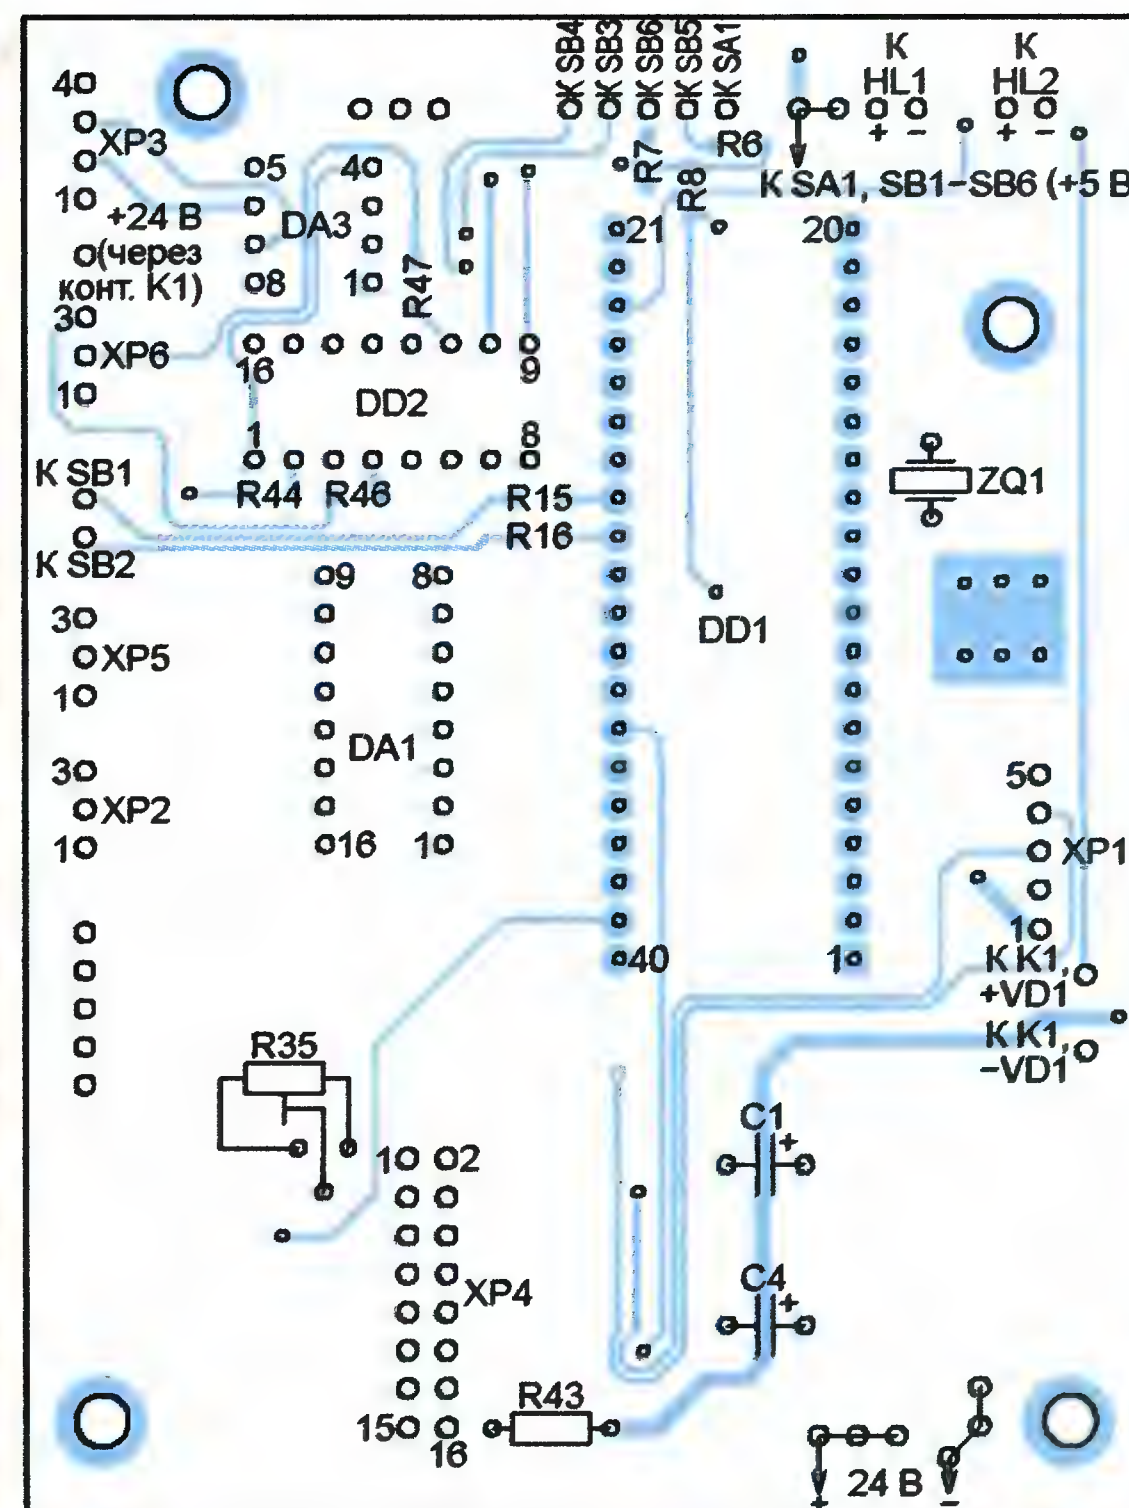 К SB4
К SB3
К SB6
К SB5
К SA1
К
HL1
+ −
К
HL2
+ −
4
XP3
1
R7
R6
R8
К SA1, SB1−SB6 (+5 В
+24 В
(через
конт. К1)
5 4
DA3
8 1
R47
21 20
3
XP6
1
16 9
DD2
1 8
К SB1
R44 R46 R15
R16
К SB2
ZQ1
9 8
DA1
16 1
DD1
3
XP5
1
3
XP2
1
5
XP1
1
40 1
К К1,
+VD1
К К1,
−VD1
R35
C1
+
1 2
XP4
C4
+
R43
15 16
24 В
+ −